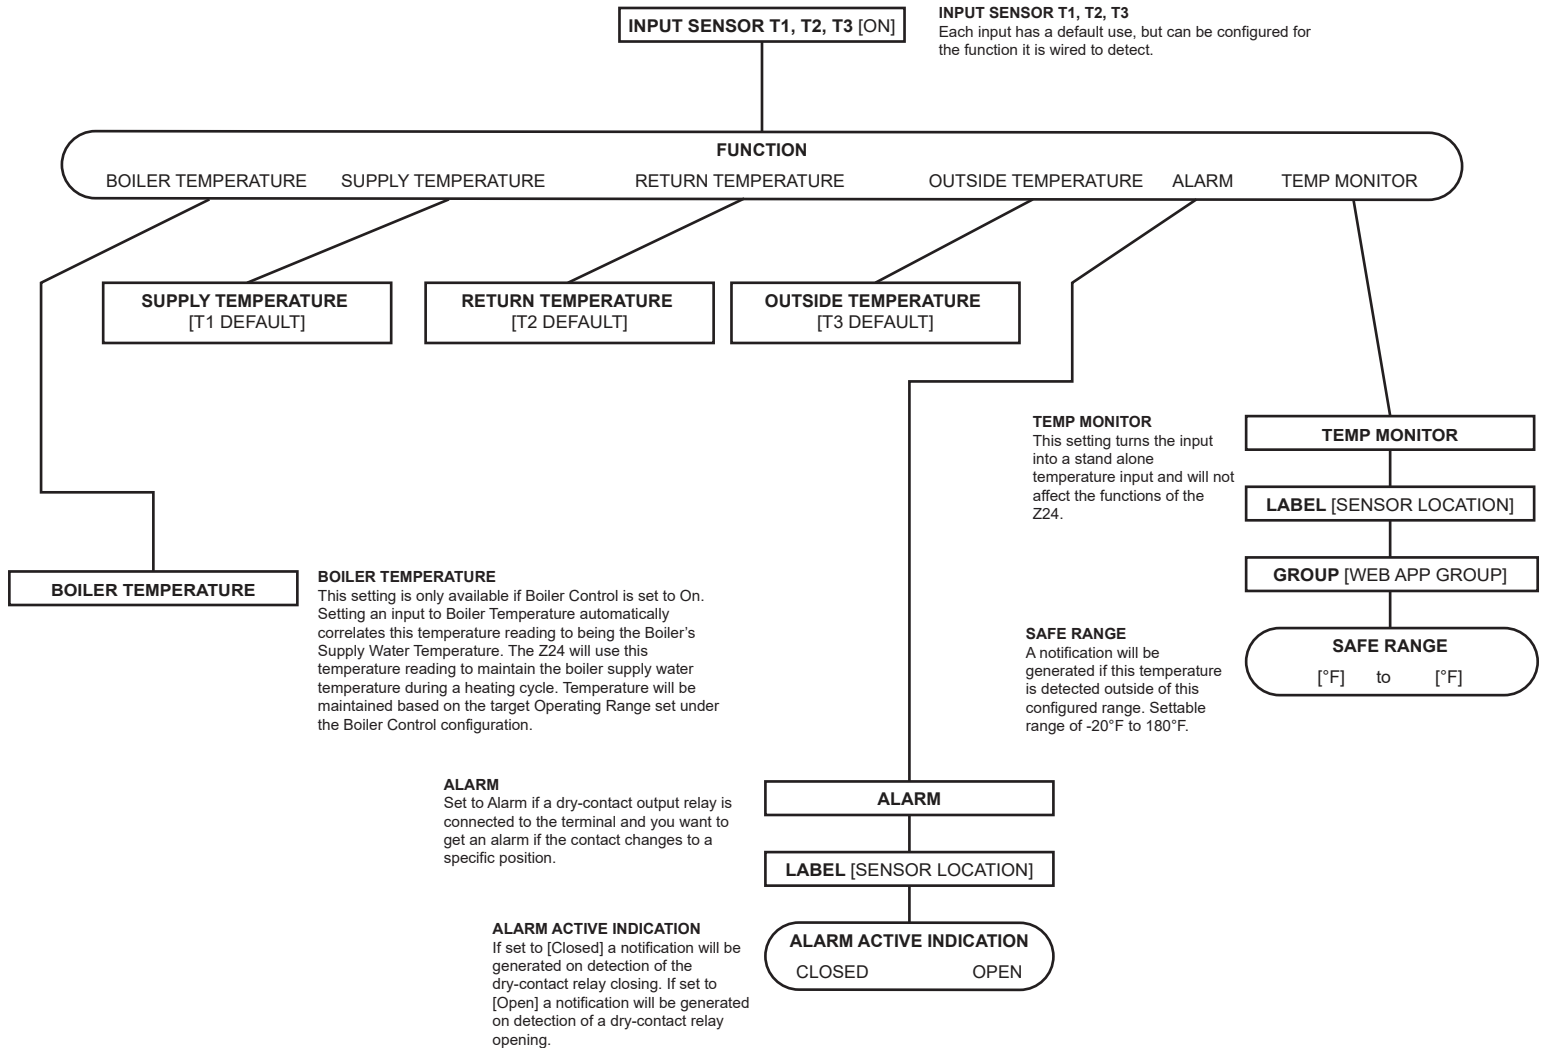 INPUT SENSOR T1, T2, T3 [ON]
INPUT SENSOR T1, T2, T3
Each input has a default use, but can be configured for
the function it is wired to detect.
FUNCTION
BOILER TEMPERATURE SUPPLY TEMPERATURE RETURN TEMPERATURE OUTSIDE TEMPERATURE ALARM TEMP MONITOR
SUPPLY TEMPERATURE
[T1 DEFAULT]
RETURN TEMPERATURE
[T2 DEFAULT]
OUTSIDE TEMPERATURE
[T3 DEFAULT]
TEMP MONITOR
This setting turns the input
into a stand alone
temperature input and will not
affect the functions of the
Z24.
TEMP MONITOR
LABEL [SENSOR LOCATION]
GROUP [WEB APP GROUP]
BOILER TEMPERATURE
BOILER TEMPERATURE
This setting is only available if Boiler Control is set to On.
Setting an input to Boiler Temperature automatically
correlates this temperature reading to being the Boiler's
Supply Water Temperature. The Z24 will use this
temperature reading to maintain the boiler supply water
temperature during a heating cycle. Temperature will be
maintained based on the target Operating Range set under
the Boiler Control configuration.
SAFE RANGE
A notification will be
generated if this temperature
is detected outside of this
configured range. Settable
range of -20°F to 180°F.
SAFE RANGE
[°F] to [°F]
ALARM
Set to Alarm if a dry-contact output relay is
connected to the terminal and you want to
get an alarm if the contact changes to a
specific position.
ALARM
LABEL [SENSOR LOCATION]
ALARM ACTIVE INDICATION
If set to [Closed] a notification will be
generated on detection of the
dry-contact relay closing. If set to
[Open] a notification will be generated
on detection of a dry-contact relay
opening.
ALARM ACTIVE INDICATION
CLOSED OPEN